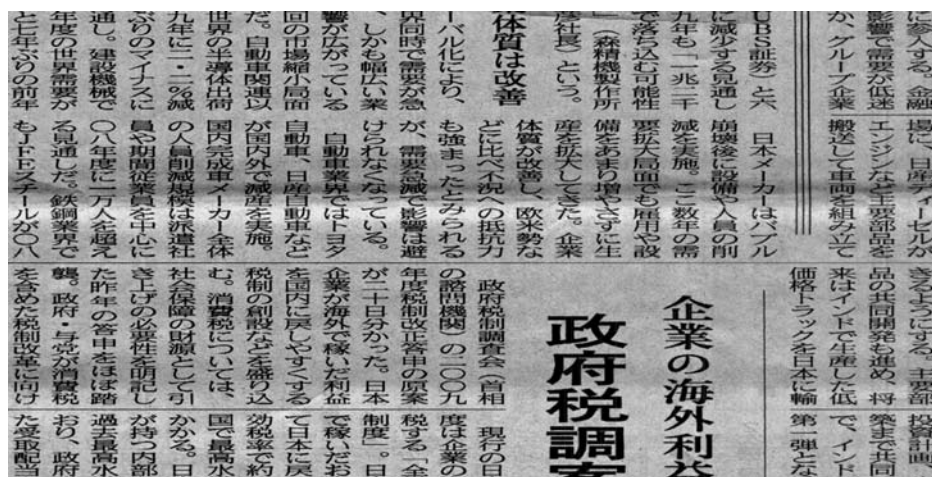 に参入する。金融
影響で需要が低迷
か、グループ企業
UBS証券)と六
に減少する見通し
九年も「一兆二千
で落ち込む可能性
」(森精機製作所
彦社長)という。
体質は改善
ーバル化により、
界同時で需要が急
、しかも幅広い業
響が広がっている
回の市場縮小局面
だ。自動車関連以
世界の半導体出荷
九年に二・二%減
ぶりのマイナスに
通し。建設機械で
年度の世界需要が
と七年ぶりの前年
場に、日産ディーゼルが
エンジンなど主要部品を
搬送して車両を組み立て
日本メーカーはバブル
崩壊後に設備や人員の削
減を実施。ここ数年の需
要拡大局面でも雇用や設
備をあまり増やさずに生
産を拡大してきた。企業
体質が改善し、欧米勢な
どに比べ不況への抵抗力
も強まったとみられる
が、需要急減で影響は避
けられなくなっている。
自動車業界ではトヨタ
自動車、日産自動車など
が国内外で減産を実施。
国内完成車メーカー全体
の人員削減規模は派遣社
員や期間従業員を中心に
〇八年度に一万人を超え
る見通しだ。鉄鋼業界で
もJFEスチールが〇八
きるようにする。主要部
品の共同開発も進め、将
来はインドで生産した低
価格トラックを日本に輸
企業の海外利益
政府税調
政府税制調査会(首相
の諮問機関)の二〇〇九
年度税制改正答申の原案
が二十日分かった。日本
企業が海外で稼いだ利益
を国内に戻しやすくする
税制の創設などを盛り込
む。消費税については、
社会保障の財源として引
き上げの必要性を明記し
た昨年の答申をほぼ踏
襲。政府・与党が消費税
を含めた税制改革に向け
投資計画、
築まで共同
で、インド
第一弾とな
現行の日
度は企業の
税する「全
制度」。日
で稼いだお
て日本に戻
効税率で約
国で最高水
かかる。日
が持つ内部
過去最高水
おり、政府
た受取配当